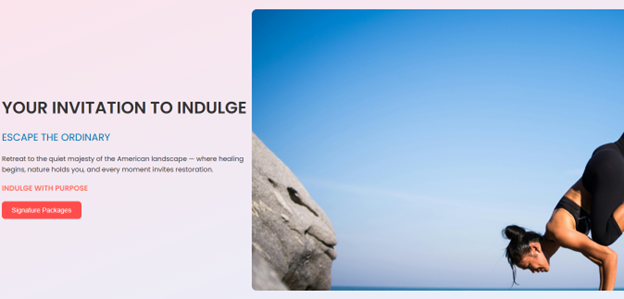 YOUR INVITATION TO INDULGE
ESCAPE THE ORDINARY
Retreat to the quiet majesty of the American landscape — where healing
begins, nature holds you, and every moment invites restoration.
INDULGE WITH PURPOSE
Signature Packages